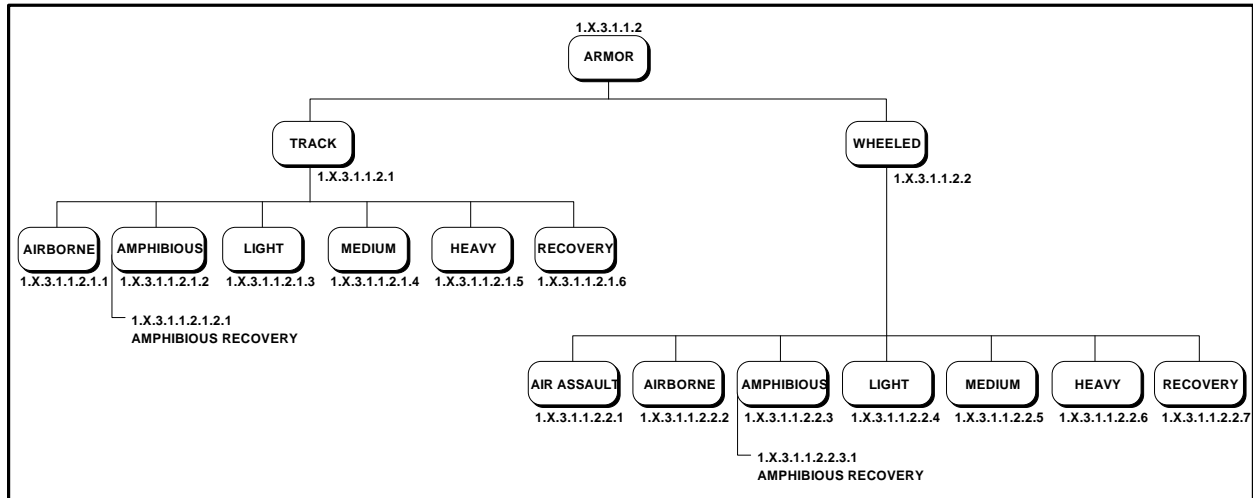 1.X.3.1.1.2
ARMOR
TRACK
WHEELED
1.X.3.1.1.2.1
1.X.3.1.1.2.2
AIRBORNE
AMPHIBIOUS
LIGHT
MEDIUM
HEAVY
RECOVERY
1.X.3.1.1.2.1.1
1.X.3.1.1.2.1.2
1.X.3.1.1.2.1.3
1.X.3.1.1.2.1.4
1.X.3.1.1.2.1.5
1.X.3.1.1.2.1.6
1.X.3.1.1.2.1.2.1
AMPHIBIOUS RECOVERY
AIR ASSAULT
AIRBORNE
AMPHIBIOUS
LIGHT
MEDIUM
HEAVY
RECOVERY
1.X.3.1.1.2.2.1
1.X.3.1.1.2.2.2
1.X.3.1.1.2.2.3
1.X.3.1.1.2.2.4
1.X.3.1.1.2.2.5
1.X.3.1.1.2.2.6
1.X.3.1.1.2.2.7
1.X.3.1.1.2.2.3.1
AMPHIBIOUS RECOVERY